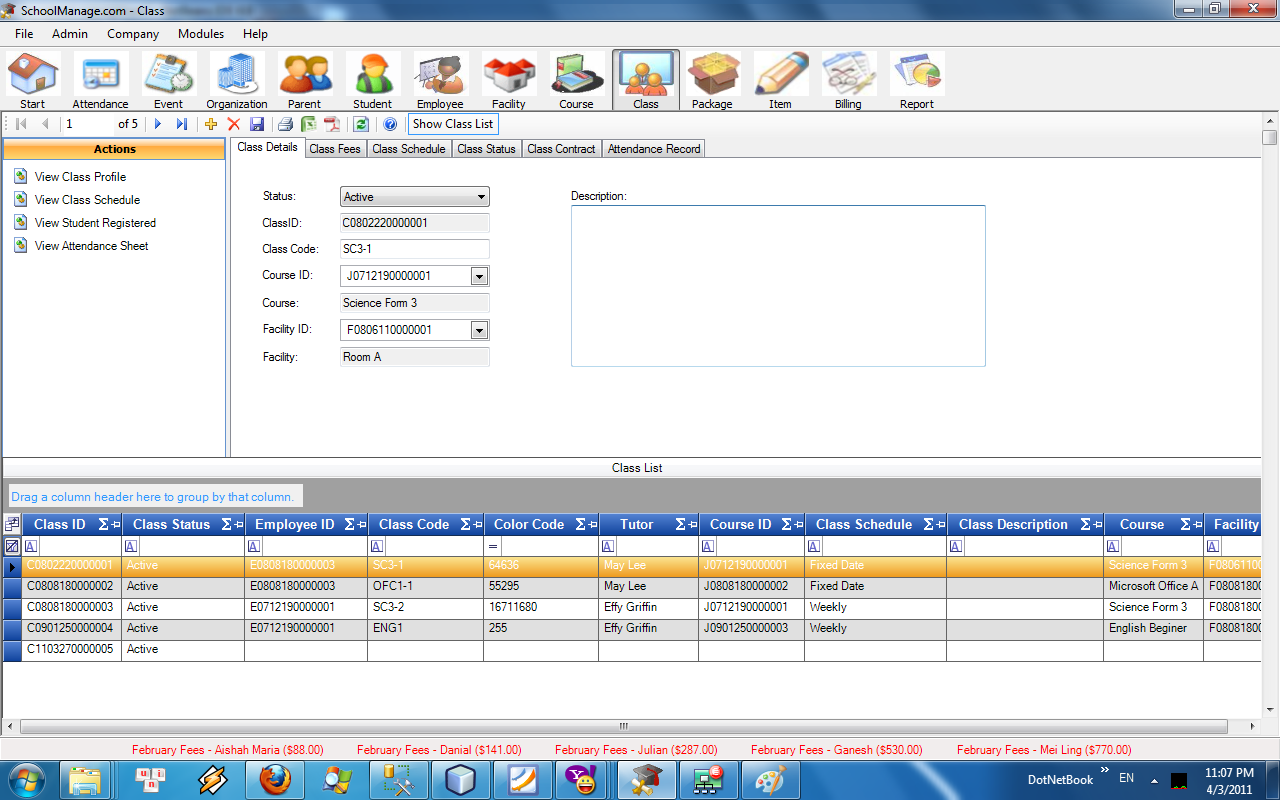 SchoolManage.com - Class
File Admin Company Modules Help
Start Attendance Event Organization Parent Student Employee Facility Course Class Package Item Billing Report
1 of 5 Show Class List
Actions
View Class Profile
View Class Schedule
View Student Registered
View Attendance Sheet
Class Details Class Fees Class Schedule Class Status Class Contract Attendance Record
Status: Active
ClassID: C0802220000001
Class Code: SC3-1
Course ID: J0712190000001
Course: Science Form 3
Facility ID: F0806110000001
Facility: Room A
Description:
Class List
Drag a column header here to group by that column.
Class ID Σ Class Status Σ Employee ID Σ Class Code Σ Color Code Σ Tutor Σ Course ID Σ Class Schedule Σ Class Description Σ Course Σ Facility
A A A A = A A A A A A
C0802220000001 Active E0808180000003 SC3-1 64636 May Lee J0712190000001 Fixed Date Science Form 3 F0806110
C0808180000002 Active E0808180000003 OFC1-1 55295 May Lee J0808180000002 Fixed Date Microsoft Office A F0808180
C0808180000003 Active E0712190000001 SC3-2 16711680 Effy Griffin J0712190000001 Weekly Science Form 3 F0808180
C0901250000004 Active E0712190000001 ENG1 255 Effy Griffin J0901250000003 Weekly English Beginer F0808180
C1103270000005 Active
February Fees - Aishah Maria ($88.00) February Fees - Danial ($141.00) February Fees - Julian ($287.00) February Fees - Ganesh ($530.00) February Fees - Mei Ling ($770.00)
DotNetBook » EN 11:07 PM
4/3/2011